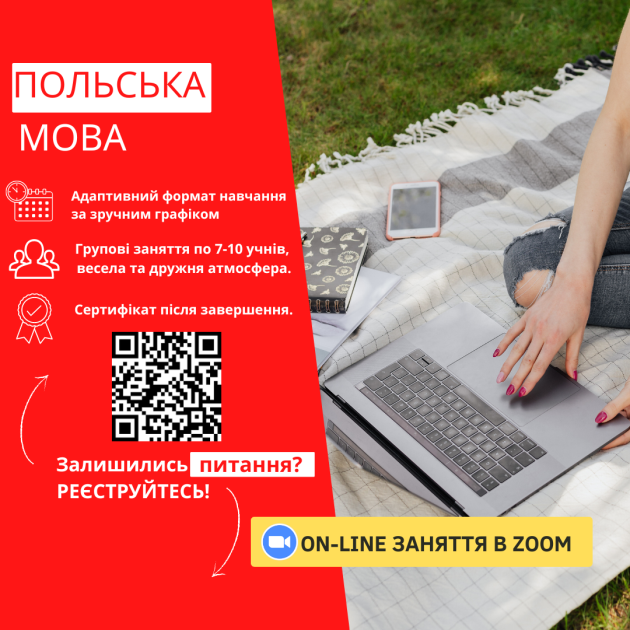 ПОЛЬСЬКА
МОВА
Адаптивний формат навчання
за зручним графіком
Групові заняття по 7-10 учнів,
весела та дружня атмосфера.
Сертифікат після завершення.
Залишились питання?
РЕЄСТРУЙТЕСЬ!
ON-LINE ЗАНЯТТЯ В ZOOM